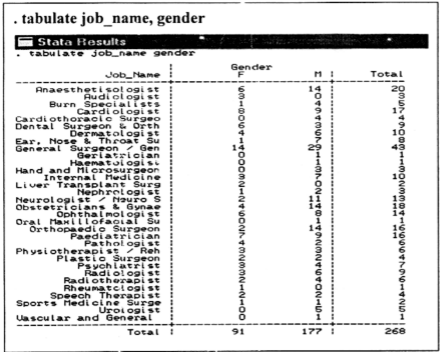 . tabulate job_name, gender
Stata Results
. tabulate job_name gender
Gender
Job_Name | F M | Total
Anaesthetisologist | 6 14 | 20
Audiologist | 3 0 | 3
Burn Specialists | 1 4 | 5
Cardiologist | 8 9 | 17
Cardiothoracic Surgeo | 0 4 | 4
Dental Surgeon & Orth | 6 3 | 9
Dermatologist | 4 6 | 10
Ear, Nose & Throat Su | 1 7 | 8
General Surgeon / Gen | 14 29 | 43
Geriatrician | 0 1 | 1
Haematologist | 0 1 | 1
Hand and Microsurgeon | 0 3 | 3
Internal Medicine | 3 7 | 10
Liver Transplant Surg | 2 0 | 2
Nephrologist | 1 2 | 3
Neurologist / Neuro S | 2 11 | 13
Obstetricians & Gynae | 4 14 | 18
Ophthalmologist | 6 8 | 14
Oral Maxillofacial Su | 0 1 | 1
Orthopaedic Surgeon | 2 14 | 16
Paediatrician | 7 9 | 16
Pathologist | 4 2 | 6
Physiotherapist / Reh | 3 3 | 6
Plastic Surgeon | 2 2 | 4
Psychiatrist | 3 4 | 7
Radiologist | 3 6 | 9
Radiotherapist | 2 4 | 6
Rheumatologist | 1 0 | 1
Speech Therapist | 2 2 | 4
Sports Medicine Surge | 1 1 | 2
Urologist | 0 5 | 5
Vascular and General | 0 1 | 1
Total | 91 177 | 268